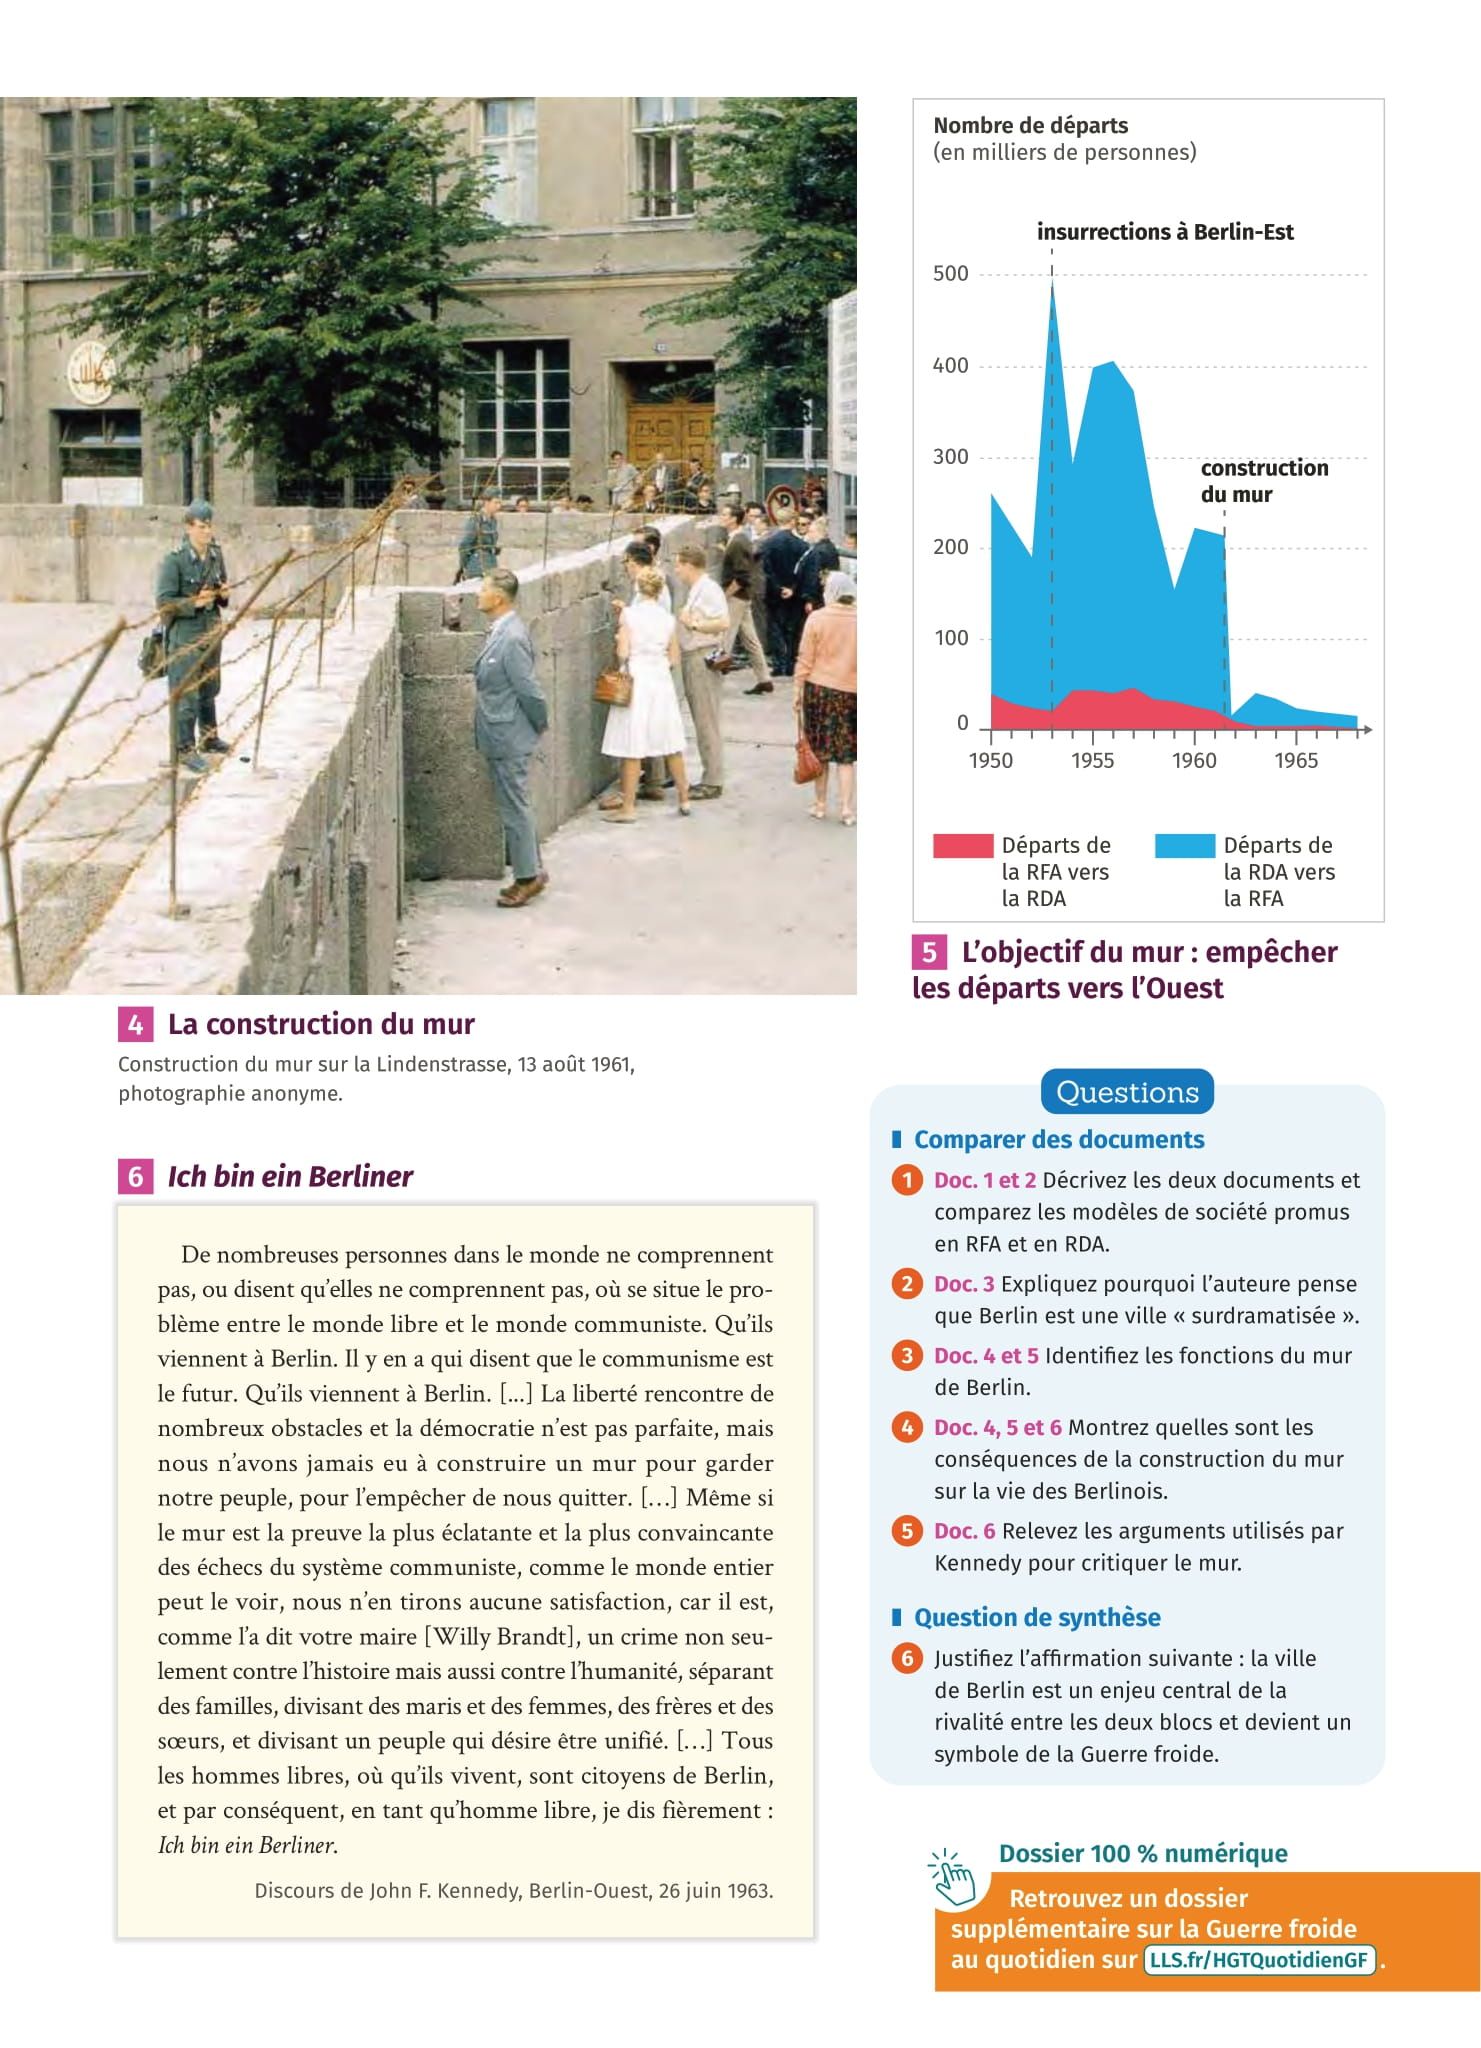 Nombre de départs
(en milliers de personnes)
insurrections à Berlin-Est
500
400
300
construction
du mur
200
100
0
1950 1955 1960 1965
Départs de
la RFA vers
la RDA
Départs de
la RDA vers
la RFA
5 L’objectif du mur : empêcher
les départs vers l’Ouest
4 La construction du mur
Construction du mur sur la Lindenstrasse, 13 août 1961,
photographie anonyme.
6 Ich bin ein Berliner
De nombreuses personnes dans le monde ne comprennent
pas, ou disent qu’elles ne comprennent pas, où se situe le pro-
blème entre le monde libre et le monde communiste. Qu’ils
viennent à Berlin. Il y en a qui disent que le communisme est
le futur. Qu’ils viennent à Berlin. [...] La liberté rencontre de
nombreux obstacles et la démocratie n’est pas parfaite, mais
nous n’avons jamais eu à construire un mur pour garder
notre peuple, pour l’empêcher de nous quitter. […] Même si
le mur est la preuve la plus éclatante et la plus convaincante
des échecs du système communiste, comme le monde entier
peut le voir, nous n’en tirons aucune satisfaction, car il est,
comme l’a dit votre maire [Willy Brandt], un crime non seu-
lement contre l’histoire mais aussi contre l’humanité, séparant
des familles, divisant des maris et des femmes, des frères et des
sœurs, et divisant un peuple qui désire être unifié. […] Tous
les hommes libres, où qu’ils vivent, sont citoyens de Berlin,
et par conséquent, en tant qu’homme libre, je dis fièrement :
Ich bin ein Berliner.
Discours de John F. Kennedy, Berlin-Ouest, 26 juin 1963.
Questions
Comparer des documents
1 Doc. 1 et 2 Décrivez les deux documents et
comparez les modèles de société promus
en RFA et en RDA.
2 Doc. 3 Expliquez pourquoi l’auteure pense
que Berlin est une ville « surdramatisée ».
3 Doc. 4 et 5 Identifiez les fonctions du mur
de Berlin.
4 Doc. 4, 5 et 6 Montrez quelles sont les
conséquences de la construction du mur
sur la vie des Berlinois.
5 Doc. 6 Relevez les arguments utilisés par
Kennedy pour critiquer le mur.
Question de synthèse
6 Justifiez l’affirmation suivante : la ville
de Berlin est un enjeu central de la
rivalité entre les deux blocs et devient un
symbole de la Guerre froide.
Dossier 100 % numérique
Retrouvez un dossier
supplémentaire sur la Guerre froide
au quotidien sur LLS.fr/HGTQuotidienGF .